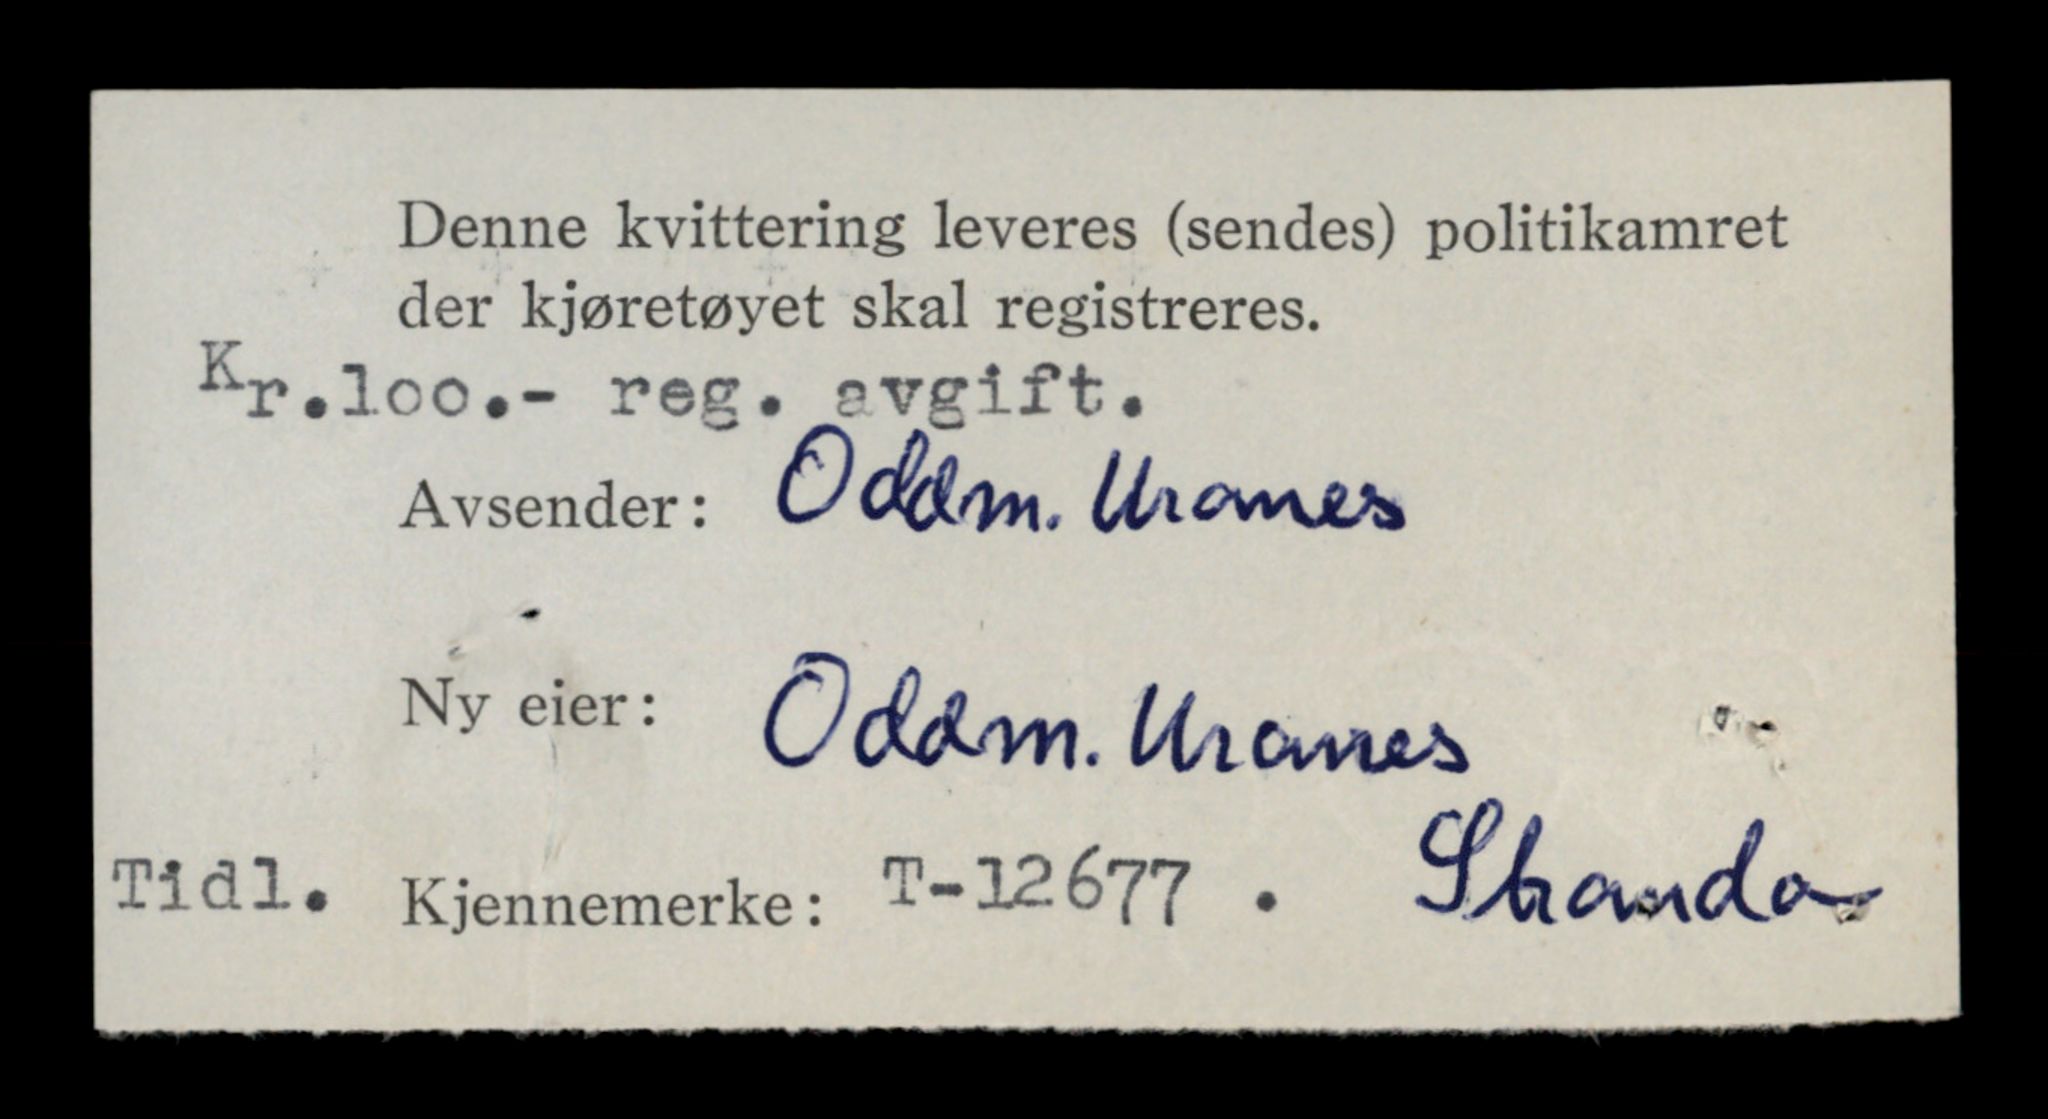 Denne kvittering leveres (sendes) politikamret
der kjøretøyet skal registreres.
Kr.loo.- reg. avgift.
Avsender: Oddm. Uranes
Ny eier: Oddm. Uranes
Tidl. Kjennemerke: T-12677 . Stranda